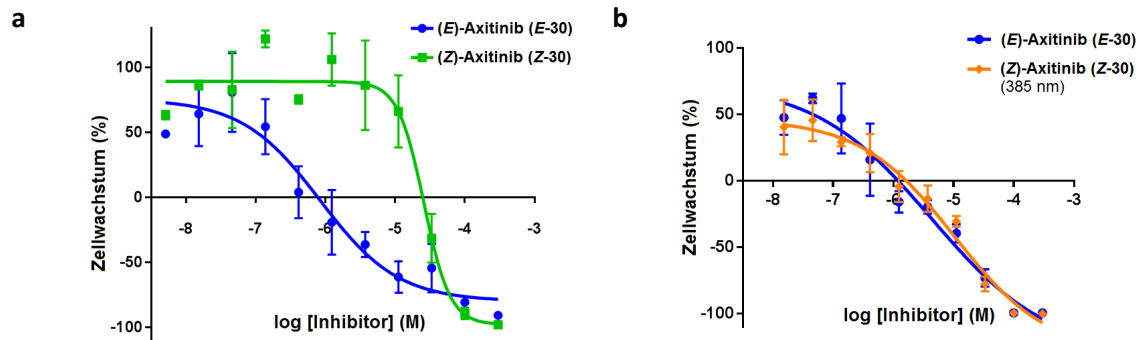 a
(E)-Axitinib (E-30)
(Z)-Axitinib (Z-30)
Zellwachstum (%)
100
50
0
-50
-100
-8
-7
-6
-5
-4
-3
log [Inhibitor] (M)
b
(E)-Axitinib (E-30)
(Z)-Axitinib (Z-30)
(385 nm)
Zellwachstum (%)
100
50
0
-50
-100
-8
-7
-6
-5
-4
-3
log [Inhibitor] (M)